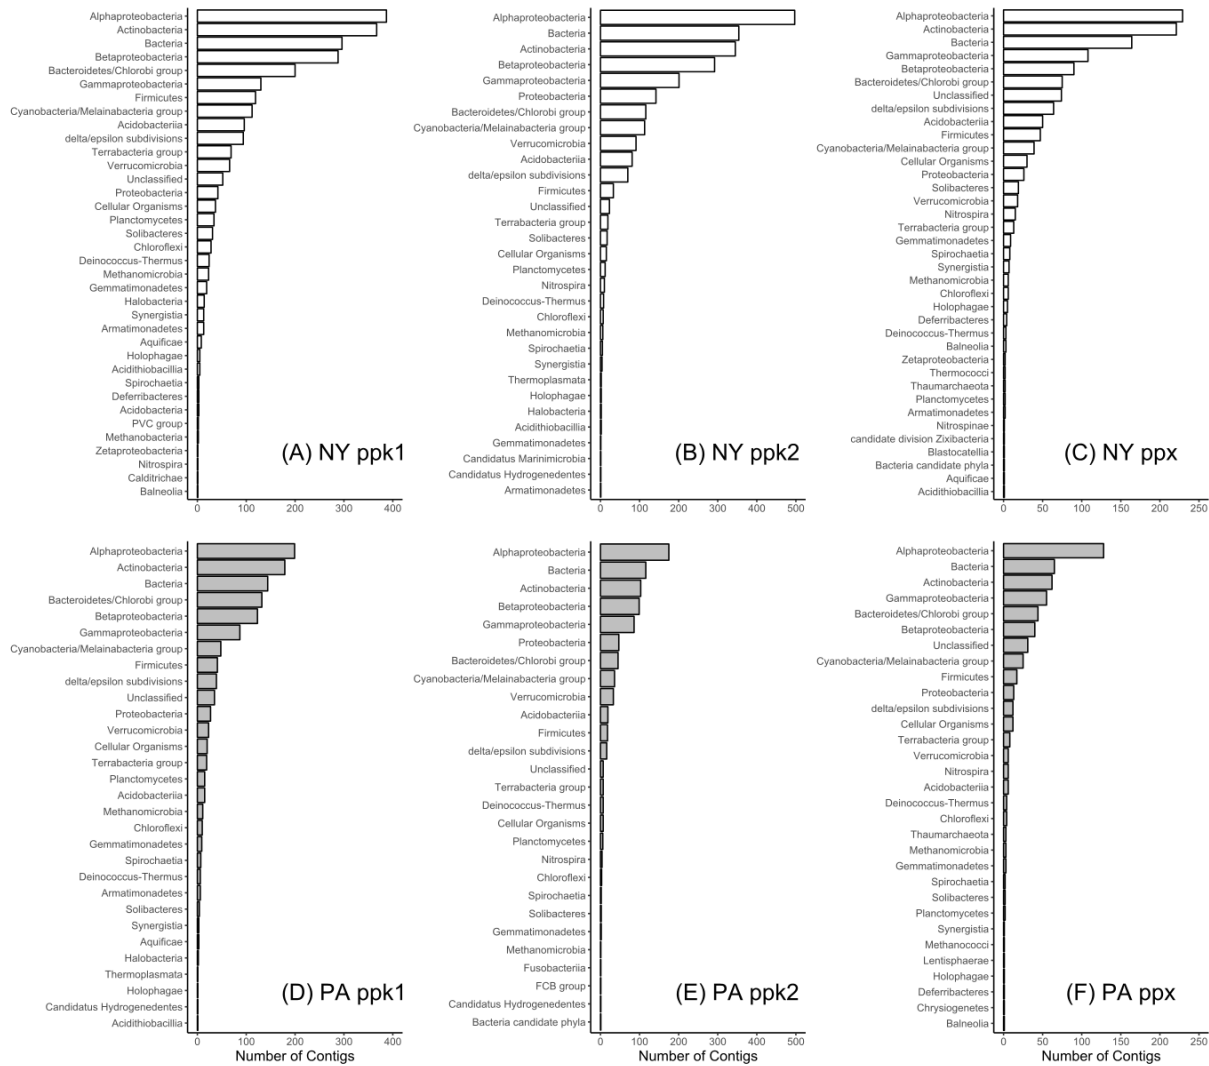 Alphaproteobacteria
Actinobacteria
Bacteria
Betaproteobacteria
Bacteroidetes/Chlorobi group
Gammaproteobacteria
Firmicutes
Cyanobacteria/Melainabacteria group
Acidobacteriia
delta/epsilon subdivisions
Terrabacteria group
Verrucomicrobia
Unclassified
Proteobacteria
Cellular Organisms
Planctomycetes
Solibacteres
Chloroflexi
Deinococcus-Thermus
Methanomicrobia
Gemmatimonadetes
Halobacteria
Synergistia
Armatimonadetes
Aquificae
Holophagae
Acidithiobacillia
Spirochaetia
Deferribacteres
Acidobacteria
PVC group
Methanobacteria
Zetaproteobacteria
Nitrospira
Calditrichae
Balneolia
(A) NY ppk1
0 100 200 300 400
Alphaproteobacteria
Bacteria
Actinobacteria
Betaproteobacteria
Gammaproteobacteria
Proteobacteria
Bacteroidetes/Chlorobi group
Cyanobacteria/Melainabacteria group
Verrucomicrobia
Acidobacteriia
delta/epsilon subdivisions
Firmicutes
Unclassified
Terrabacteria group
Solibacteres
Cellular Organisms
Planctomycetes
Nitrospira
Deinococcus-Thermus
Chloroflexi
Methanomicrobia
Spirochaetia
Synergistia
Thermoplasmata
Holophagae
Halobacteria
Acidithiobacillia
Gemmatimonadetes
Candidatus Marinimicrobia
Candidatus Hydrogenedentes
Armatimonadetes
(B) NY ppk2
0 100 200 300 400 500
Alphaproteobacteria
Actinobacteria
Bacteria
Gammaproteobacteria
Betaproteobacteria
Bacteroidetes/Chlorobi group
Unclassified
delta/epsilon subdivisions
Acidobacteriia
Firmicutes
Cyanobacteria/Melainabacteria group
Cellular Organisms
Proteobacteria
Solibacteres
Verrucomicrobia
Nitrospira
Terrabacteria group
Gemmatimonadetes
Spirochaetia
Synergistia
Methanomicrobia
Chloroflexi
Holophagae
Deferribacteres
Deinococcus-Thermus
Balneolia
Zetaproteobacteria
Thermococci
Thaumarchaeota
Planctomycetes
Armatimonadetes
Nitrospinae
candidate division Zixibacteria
Blastocatellia
Bacteria candidate phyla
Aquificae
Acidithiobacillia
(C) NY ppx
0 50 100 150 200 250
Alphaproteobacteria
Actinobacteria
Bacteria
Bacteroidetes/Chlorobi group
Betaproteobacteria
Gammaproteobacteria
Cyanobacteria/Melainabacteria group
Firmicutes
delta/epsilon subdivisions
Unclassified
Proteobacteria
Verrucomicrobia
Cellular Organisms
Terrabacteria group
Planctomycetes
Acidobacteriia
Methanomicrobia
Chloroflexi
Gemmatimonadetes
Spirochaetia
Deinococcus-Thermus
Armatimonadetes
Solibacteres
Synergistia
Aquificae
Halobacteria
Thermoplasmata
Holophagae
Candidatus Hydrogenedentes
Acidithiobacillia
(D) PA ppk1
0 100 200 300 400
Number of Contigs
Alphaproteobacteria
Bacteria
Actinobacteria
Betaproteobacteria
Gammaproteobacteria
Proteobacteria
Bacteroidetes/Chlorobi group
Cyanobacteria/Melainabacteria group
Verrucomicrobia
Acidobacteriia
Firmicutes
delta/epsilon subdivisions
Unclassified
Terrabacteria group
Deinococcus-Thermus
Cellular Organisms
Planctomycetes
Nitrospira
Chloroflexi
Spirochaetia
Solibacteres
Gemmatimonadetes
Methanomicrobia
Fusobacteriia
FCB group
Candidatus Hydrogenedentes
Bacteria candidate phyla
(E) PA ppk2
0 100 200 300 400 500
Number of Contigs
Alphaproteobacteria
Bacteria
Actinobacteria
Gammaproteobacteria
Bacteroidetes/Chlorobi group
Betaproteobacteria
Unclassified
Cyanobacteria/Melainabacteria group
Firmicutes
Proteobacteria
delta/epsilon subdivisions
Cellular Organisms
Terrabacteria group
Verrucomicrobia
Nitrospira
Acidobacteriia
Deinococcus-Thermus
Chloroflexi
Thaumarchaeota
Methanomicrobia
Gemmatimonadetes
Spirochaetia
Solibacteres
Planctomycetes
Synergistia
Methanococci
Lentisphaerae
Holophagae
Deferribacteres
Chrysiogenetes
Balneolia
(F) PA ppx
0 50 100 150 200 250
Number of Contigs